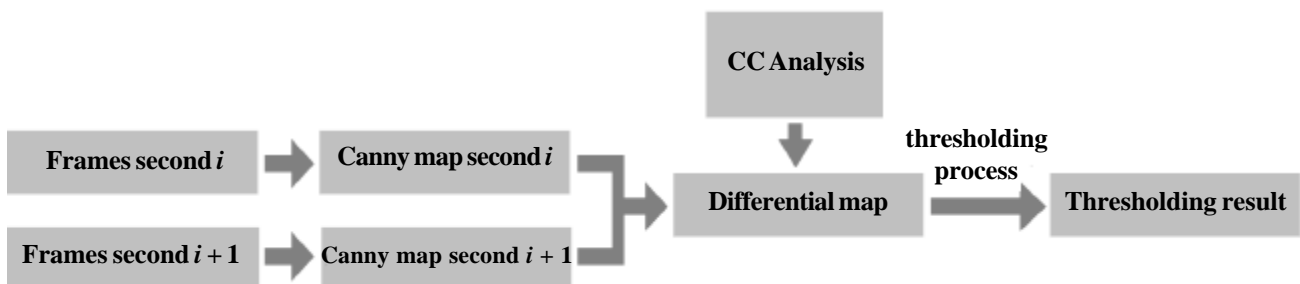 CC Analysis
thresholding
process
Frames second i
Canny map second i
Differential map
Thresholding result
Frames second i + 1
Canny map second i + 1